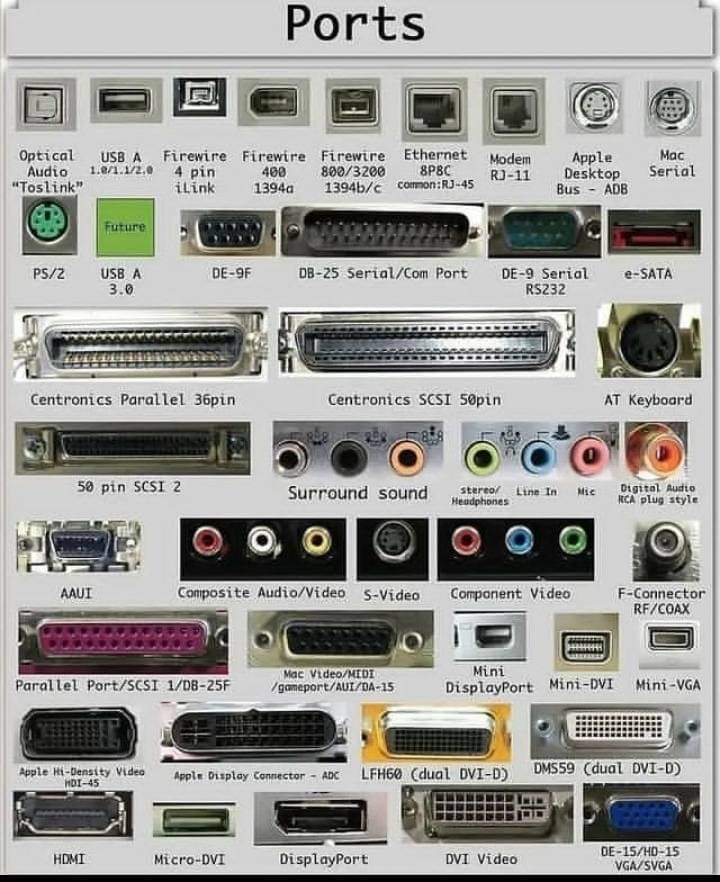 Ports
Optical
Audio
"Toslink"
USB A
1.0/1.1/2.0
Firewire
4 pin
iLink
Firewire
400
1394a
Firewire
800/3200
1394b/c
Ethernet
8P8C
common:RJ-45
Modem
RJ-11
Apple
Desktop
Bus - ADB
Mac
Serial
PS/2
Future
USB A
3.0
DE-9F
DB-25 Serial/Com Port
DE-9 Serial
RS232
e-SATA
Centronics Parallel 36pin
Centronics SCSI 50pin
AT Keyboard
50 pin SCSI 2
Surround sound
stereo/
Headphones
Line In
Mic
Digital Audio
RCA plug style
AAUI
Composite Audio/Video
S-Video
Component Video
F-Connector
RF/COAX
Parallel Port/SCSI 1/DB-25F
Mac Video/MIDI
/gameport/AUI/DA-15
Mini
DisplayPort
Mini-DVI
Mini-VGA
Apple Hi-Density Video
HDI-45
Apple Display Connector - ADC
LFH60 (dual DVI-D)
DMS59 (dual DVI-D)
HDMI
Micro-DVI
DisplayPort
DVI Video
DE-15/HD-15
VGA/SVGA